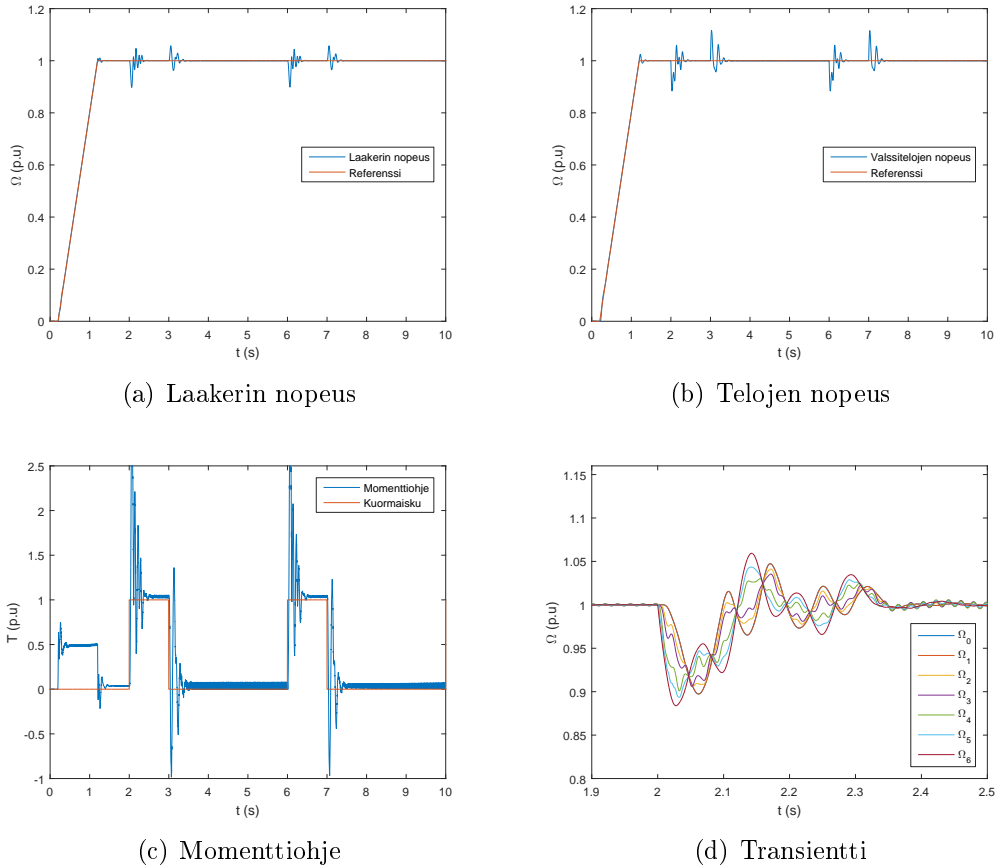 1.2
1
0.8
0.6
0.4
0.2
0
Ω (p.u)
0 1 2 3 4 5 6 7 8 9 10
t (s)
Laakerin nopeus
Referenssi
(a) Laakerin nopeus
1.2
1
0.8
0.6
0.4
0.2
0
Ω (p.u)
0 1 2 3 4 5 6 7 8 9 10
t (s)
Valssitelojen nopeus
Referenssi
(b) Telojen nopeus
2.5
2
1.5
1
0.5
0
-0.5
-1
T (p.u)
0 1 2 3 4 5 6 7 8 9 10
t (s)
Momenttiohje
Kuormaisku
(c) Momenttiohje
1.15
1.1
1.05
1
0.95
0.9
0.85
0.8
Ω (p.u)
1.9 2 2.1 2.2 2.3 2.4 2.5
t (s)
Ω0
Ω1
Ω2
Ω3
Ω4
Ω5
Ω6
(d) Transientti